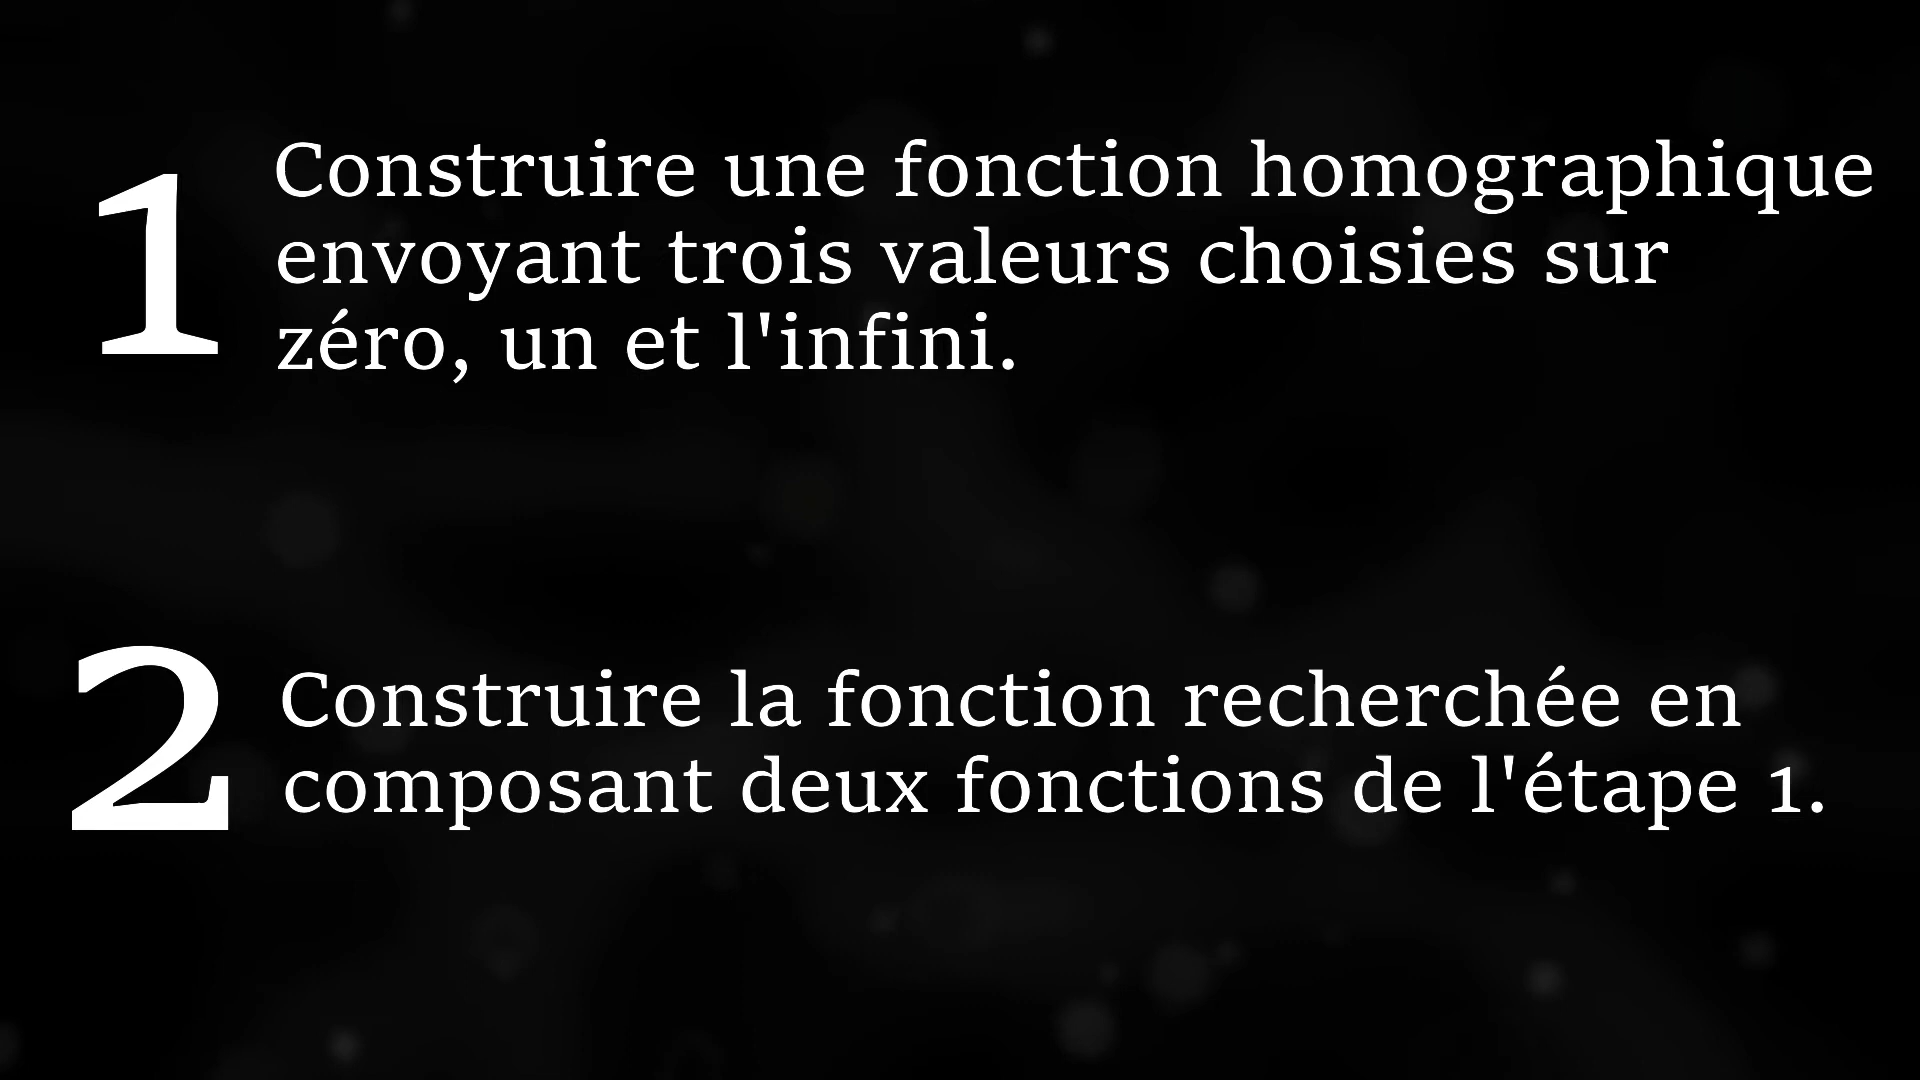 1
Construire une fonction homographique
envoyant trois valeurs choisies sur
zéro, un et l'infini.
2
Construire la fonction recherchée en
composant deux fonctions de l'étape 1.